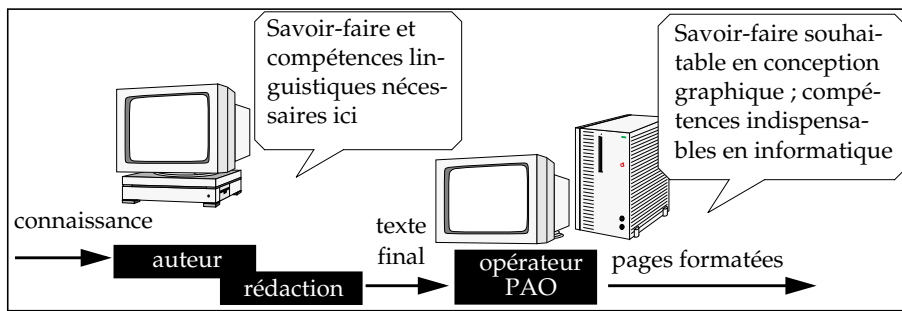 Savoir-faire et
compétences lin-
guistiques néces-
saires ici
Savoir-faire souhai-
table en conception
graphique ; compé-
tences indispensa-
bles en informatique
connaissance
auteur
rédaction
texte
final
opérateur
PAO
pages formatées